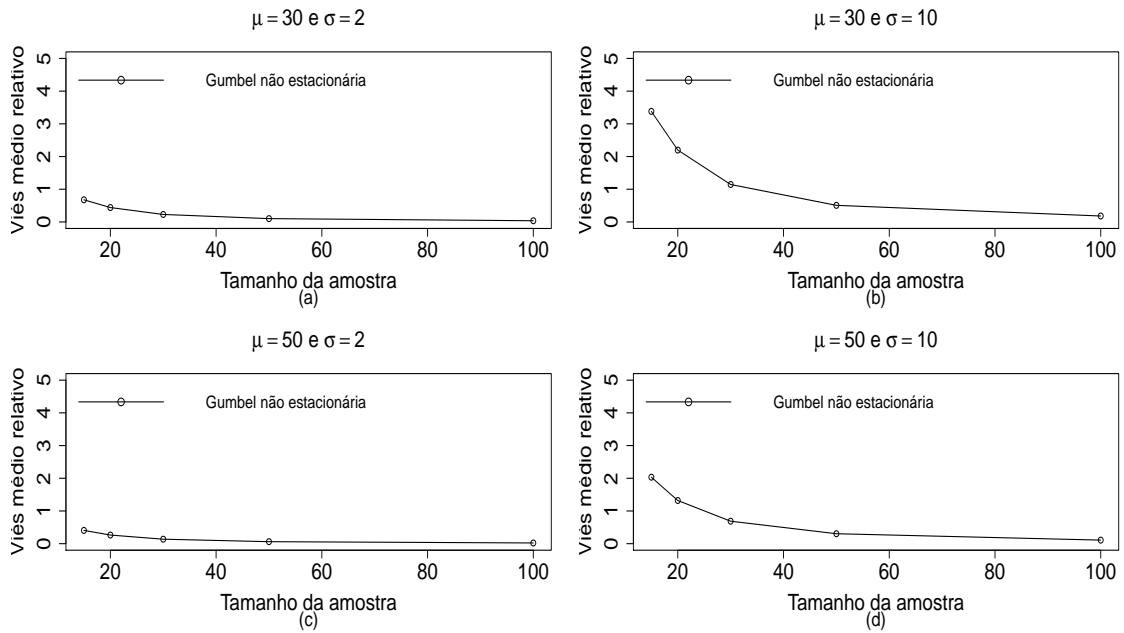 μ = 30 e σ = 2
Viés médio relativo
0 1 2 3 4 5
Gumbel não estacionária
20 40 60 80 100
Tamanho da amostra
(a)
μ = 30 e σ = 10
Viés médio relativo
0 1 2 3 4 5
Gumbel não estacionária
20 40 60 80 100
Tamanho da amostra
(b)
μ = 50 e σ = 2
Viés médio relativo
0 1 2 3 4 5
Gumbel não estacionária
20 40 60 80 100
Tamanho da amostra
(c)
μ = 50 e σ = 10
Viés médio relativo
0 1 2 3 4 5
Gumbel não estacionária
20 40 60 80 100
Tamanho da amostra
(d)